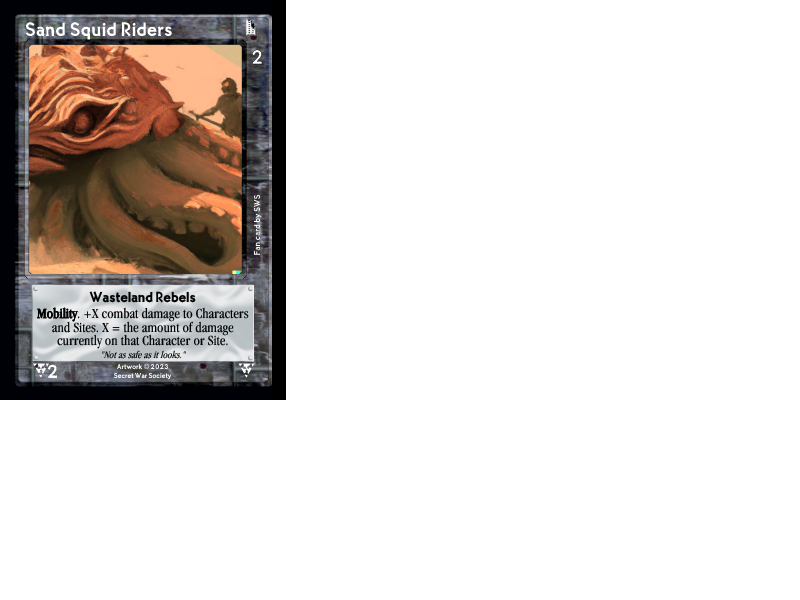 Sand Squid Riders
2
Fan card by SWS
Wasteland Rebels
Mobility. +X combat damage to Characters
and Sites. X = the amount of damage
currently on that Character or Site.
"Not as safe as it looks."
2
Artwork © 2023
Secret War Society